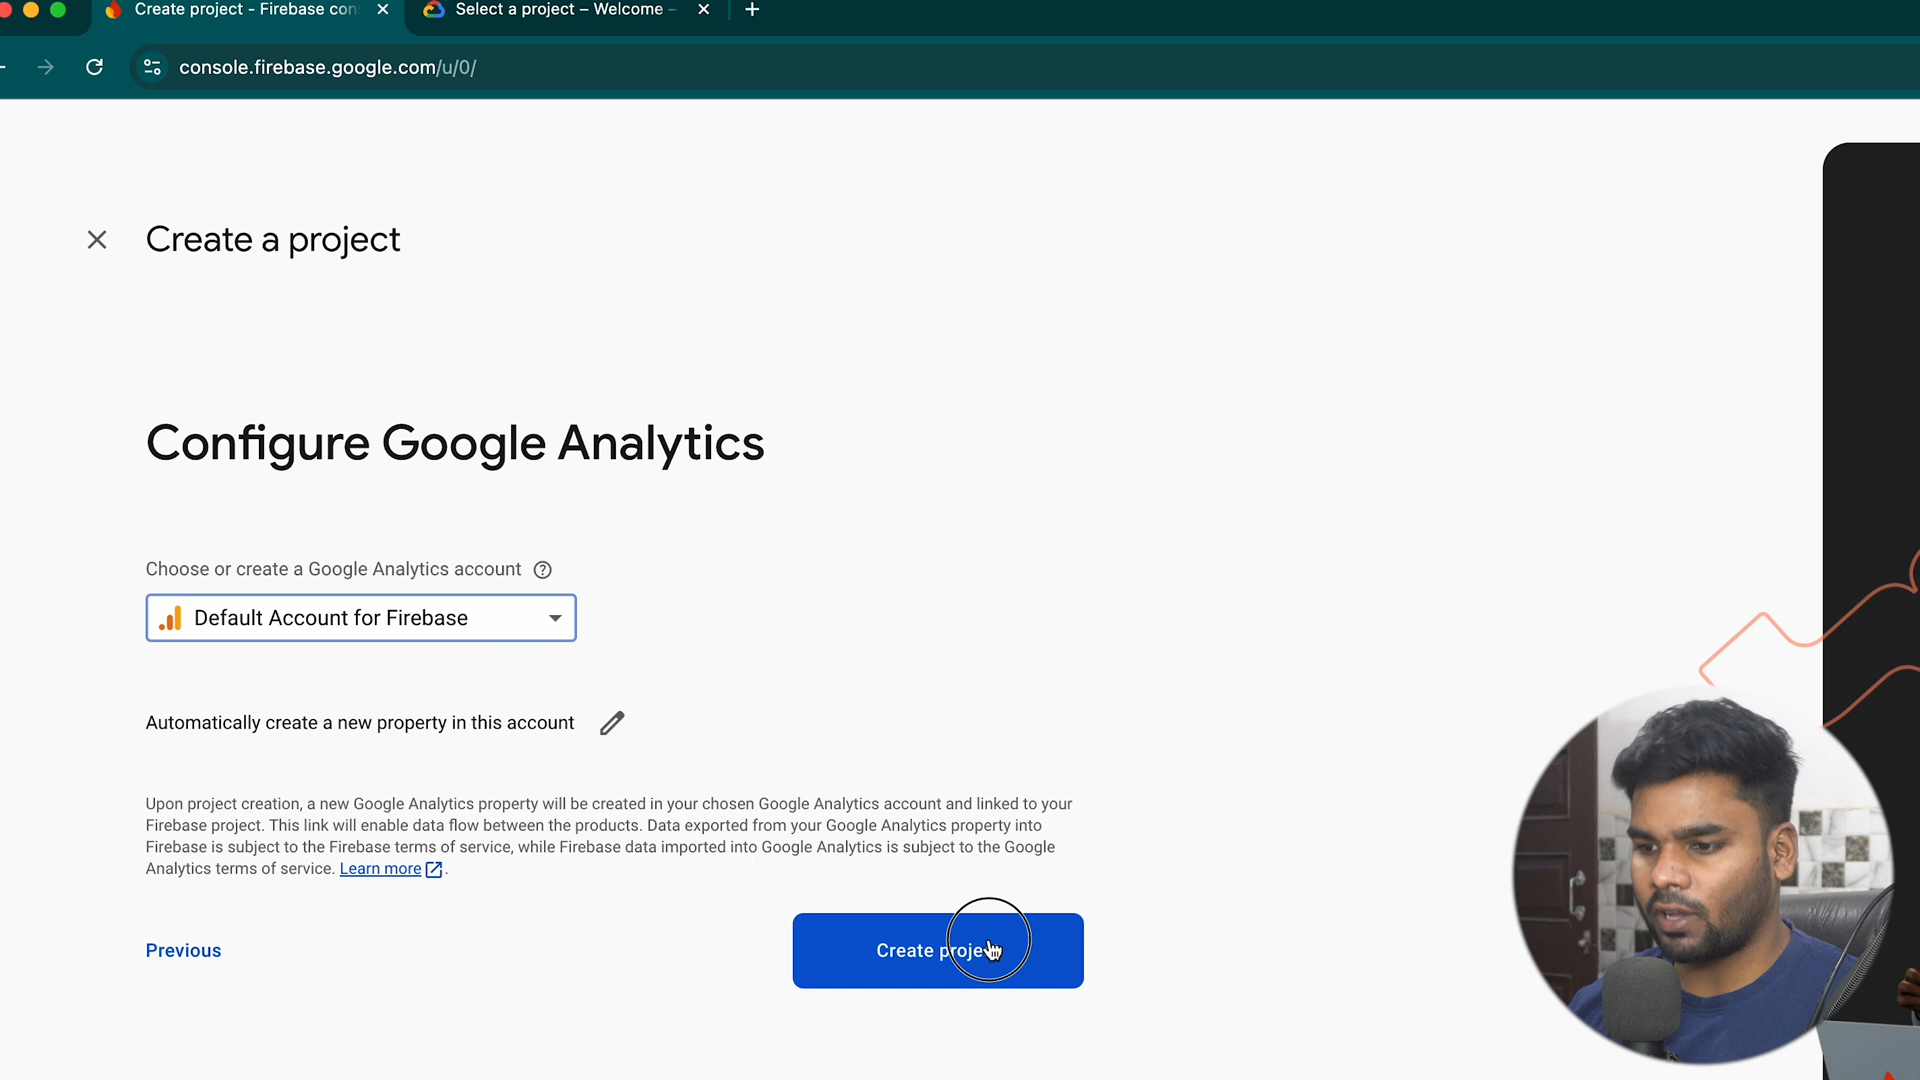 Create project - Firebase con
Select a project – Welcome –
console.firebase.google.com/u/0/
Create a project
Configure Google Analytics
Choose or create a Google Analytics account
Default Account for Firebase
Automatically create a new property in this account
Upon project creation, a new Google Analytics property will be created in your chosen Google Analytics account and linked to your
Firebase project. This link will enable data flow between the products. Data exported from your Google Analytics property into
Firebase is subject to the Firebase terms of service, while Firebase data imported into Google Analytics is subject to the Google
Analytics terms of service. Learn more.
Previous
Create proje